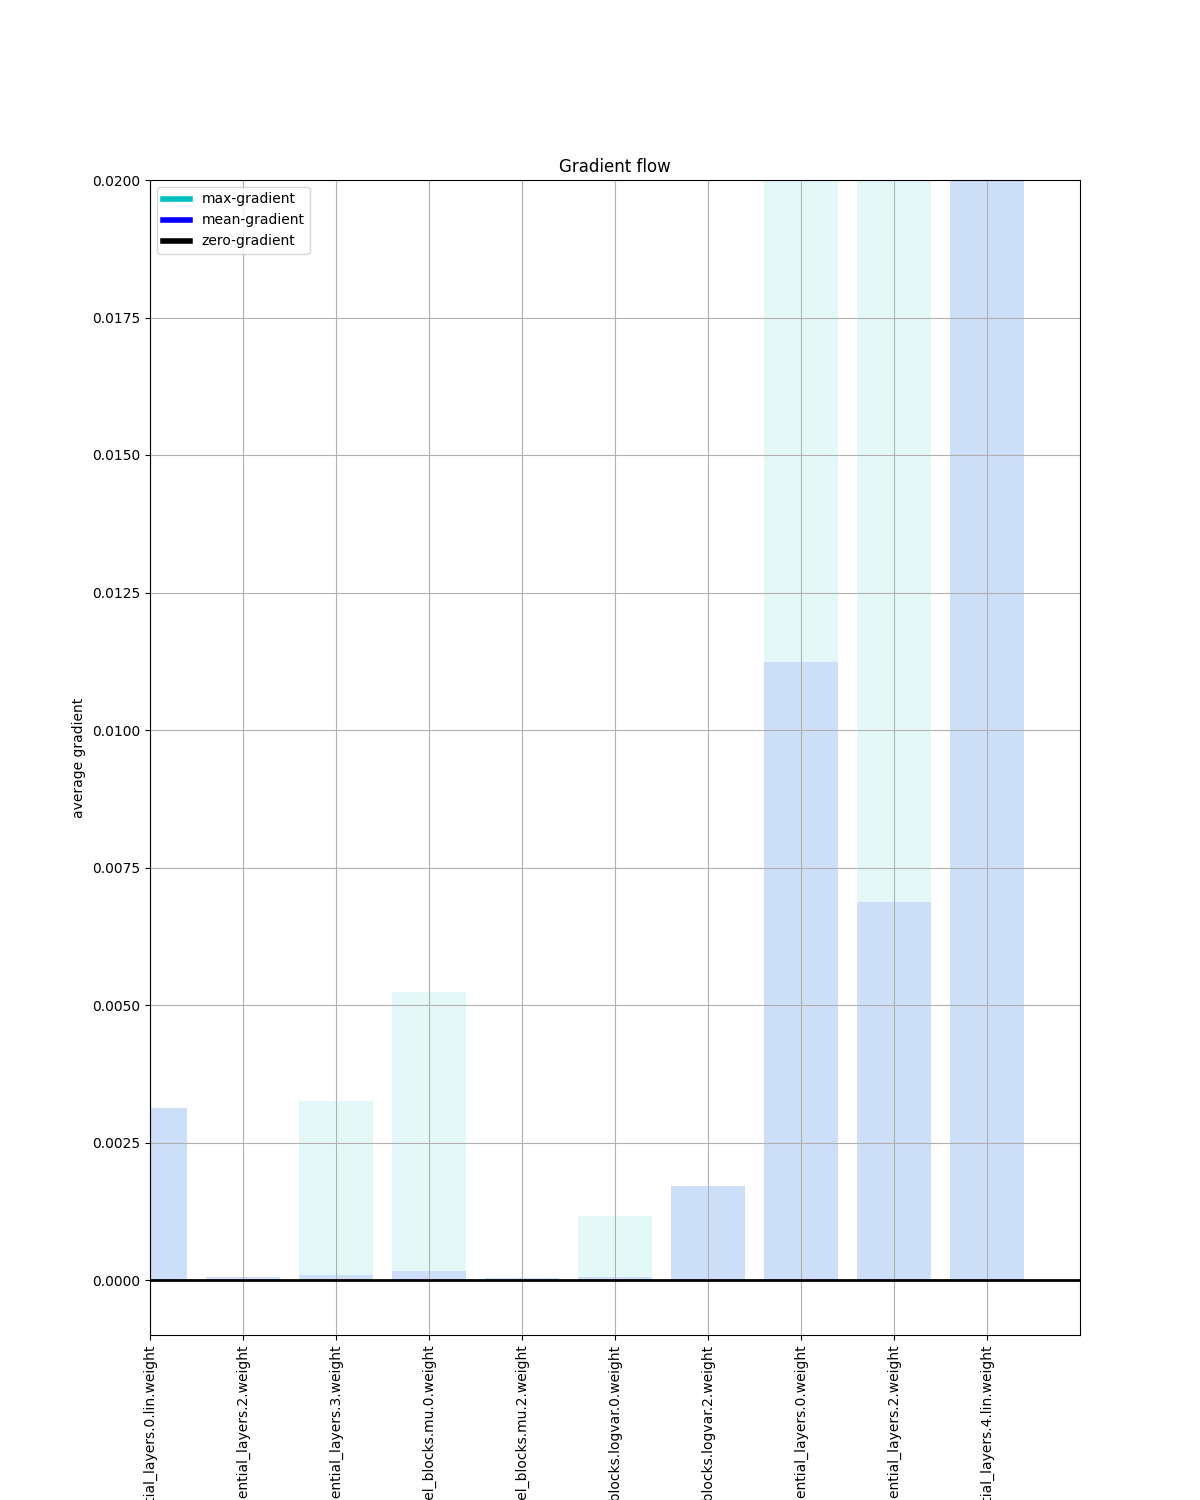 Gradient flow
max-gradient
mean-gradient
zero-gradient
0.0200
0.0175
0.0150
0.0125
0.0100
0.0075
0.0050
0.0025
0.0000
average gradient
tial_layers.0.lin.weight
ential_layers.2.weight
ential_layers.3.weight
el_blocks.mu.0.weight
el_blocks.mu.2.weight
blocks.logvar.0.weight
blocks.logvar.2.weight
ential_layers.0.weight
ential_layers.2.weight
tial_layers.4.lin.weight